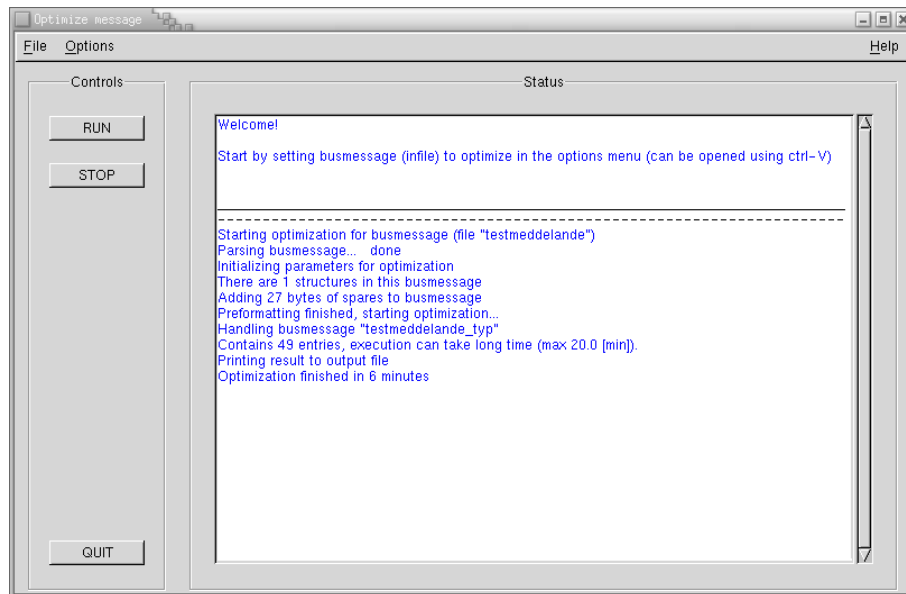 Optimize message
File Options Help
Controls
Status
RUN
STOP
QUIT
Welcome!
Start by setting busmessage (infile) to optimize in the options menu (can be opened using ctrl-V)
Starting optimization for busmessage (file "testmeddelande")
Parsing busmessage... done
Initializing parameters for optimization
There are 1 structures in this busmessage
Adding 27 bytes of spares to busmessage
Preformatting finished, starting optimization...
Handling busmessage "testmeddelande_typ"
Contains 49 entries, execution can take long time (max 20.0 [min]).
Printing result to output file
Optimization finished in 6 minutes